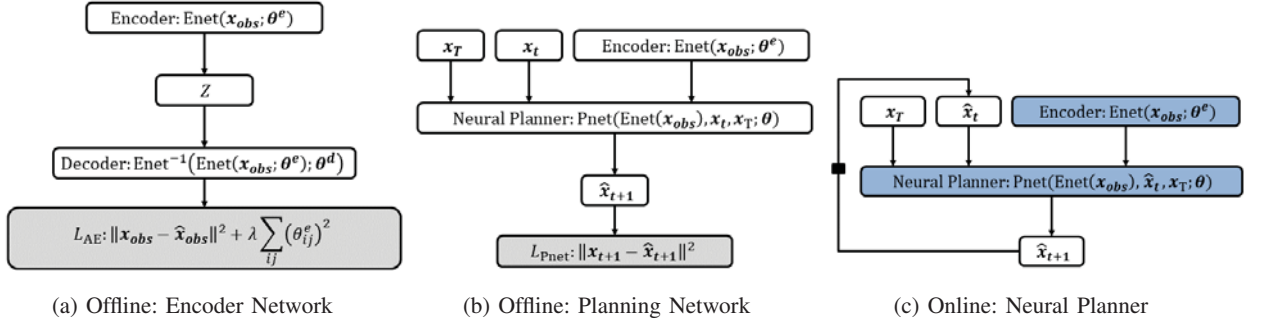 Encoder: Enet(𝒙_obs; 𝜽^e)
Z
Decoder: Enet⁻¹(Enet(𝒙_obs; 𝜽^e); 𝜽^d)
L_AE: ‖𝒙_obs − 𝒙̂_obs‖² + λ ∑_ij (θ^e_ij)²
(a) Offline: Encoder Network
𝒙_T 𝒙_t Encoder: Enet(𝒙_obs; 𝜽^e)
Neural Planner: Pnet(Enet(𝒙_obs), 𝒙_t, 𝒙_T; 𝜽)
𝒙̂_{t+1}
L_Pnet: ‖𝒙_{t+1} − 𝒙̂_{t+1}‖²
(b) Offline: Planning Network
𝒙_T 𝒙̂_t Encoder: Enet(𝒙_obs; 𝜽^e)
Neural Planner: Pnet(Enet(𝒙_obs), 𝒙̂_t, 𝒙_T; 𝜽)
𝒙̂_{t+1}
(c) Online: Neural Planner